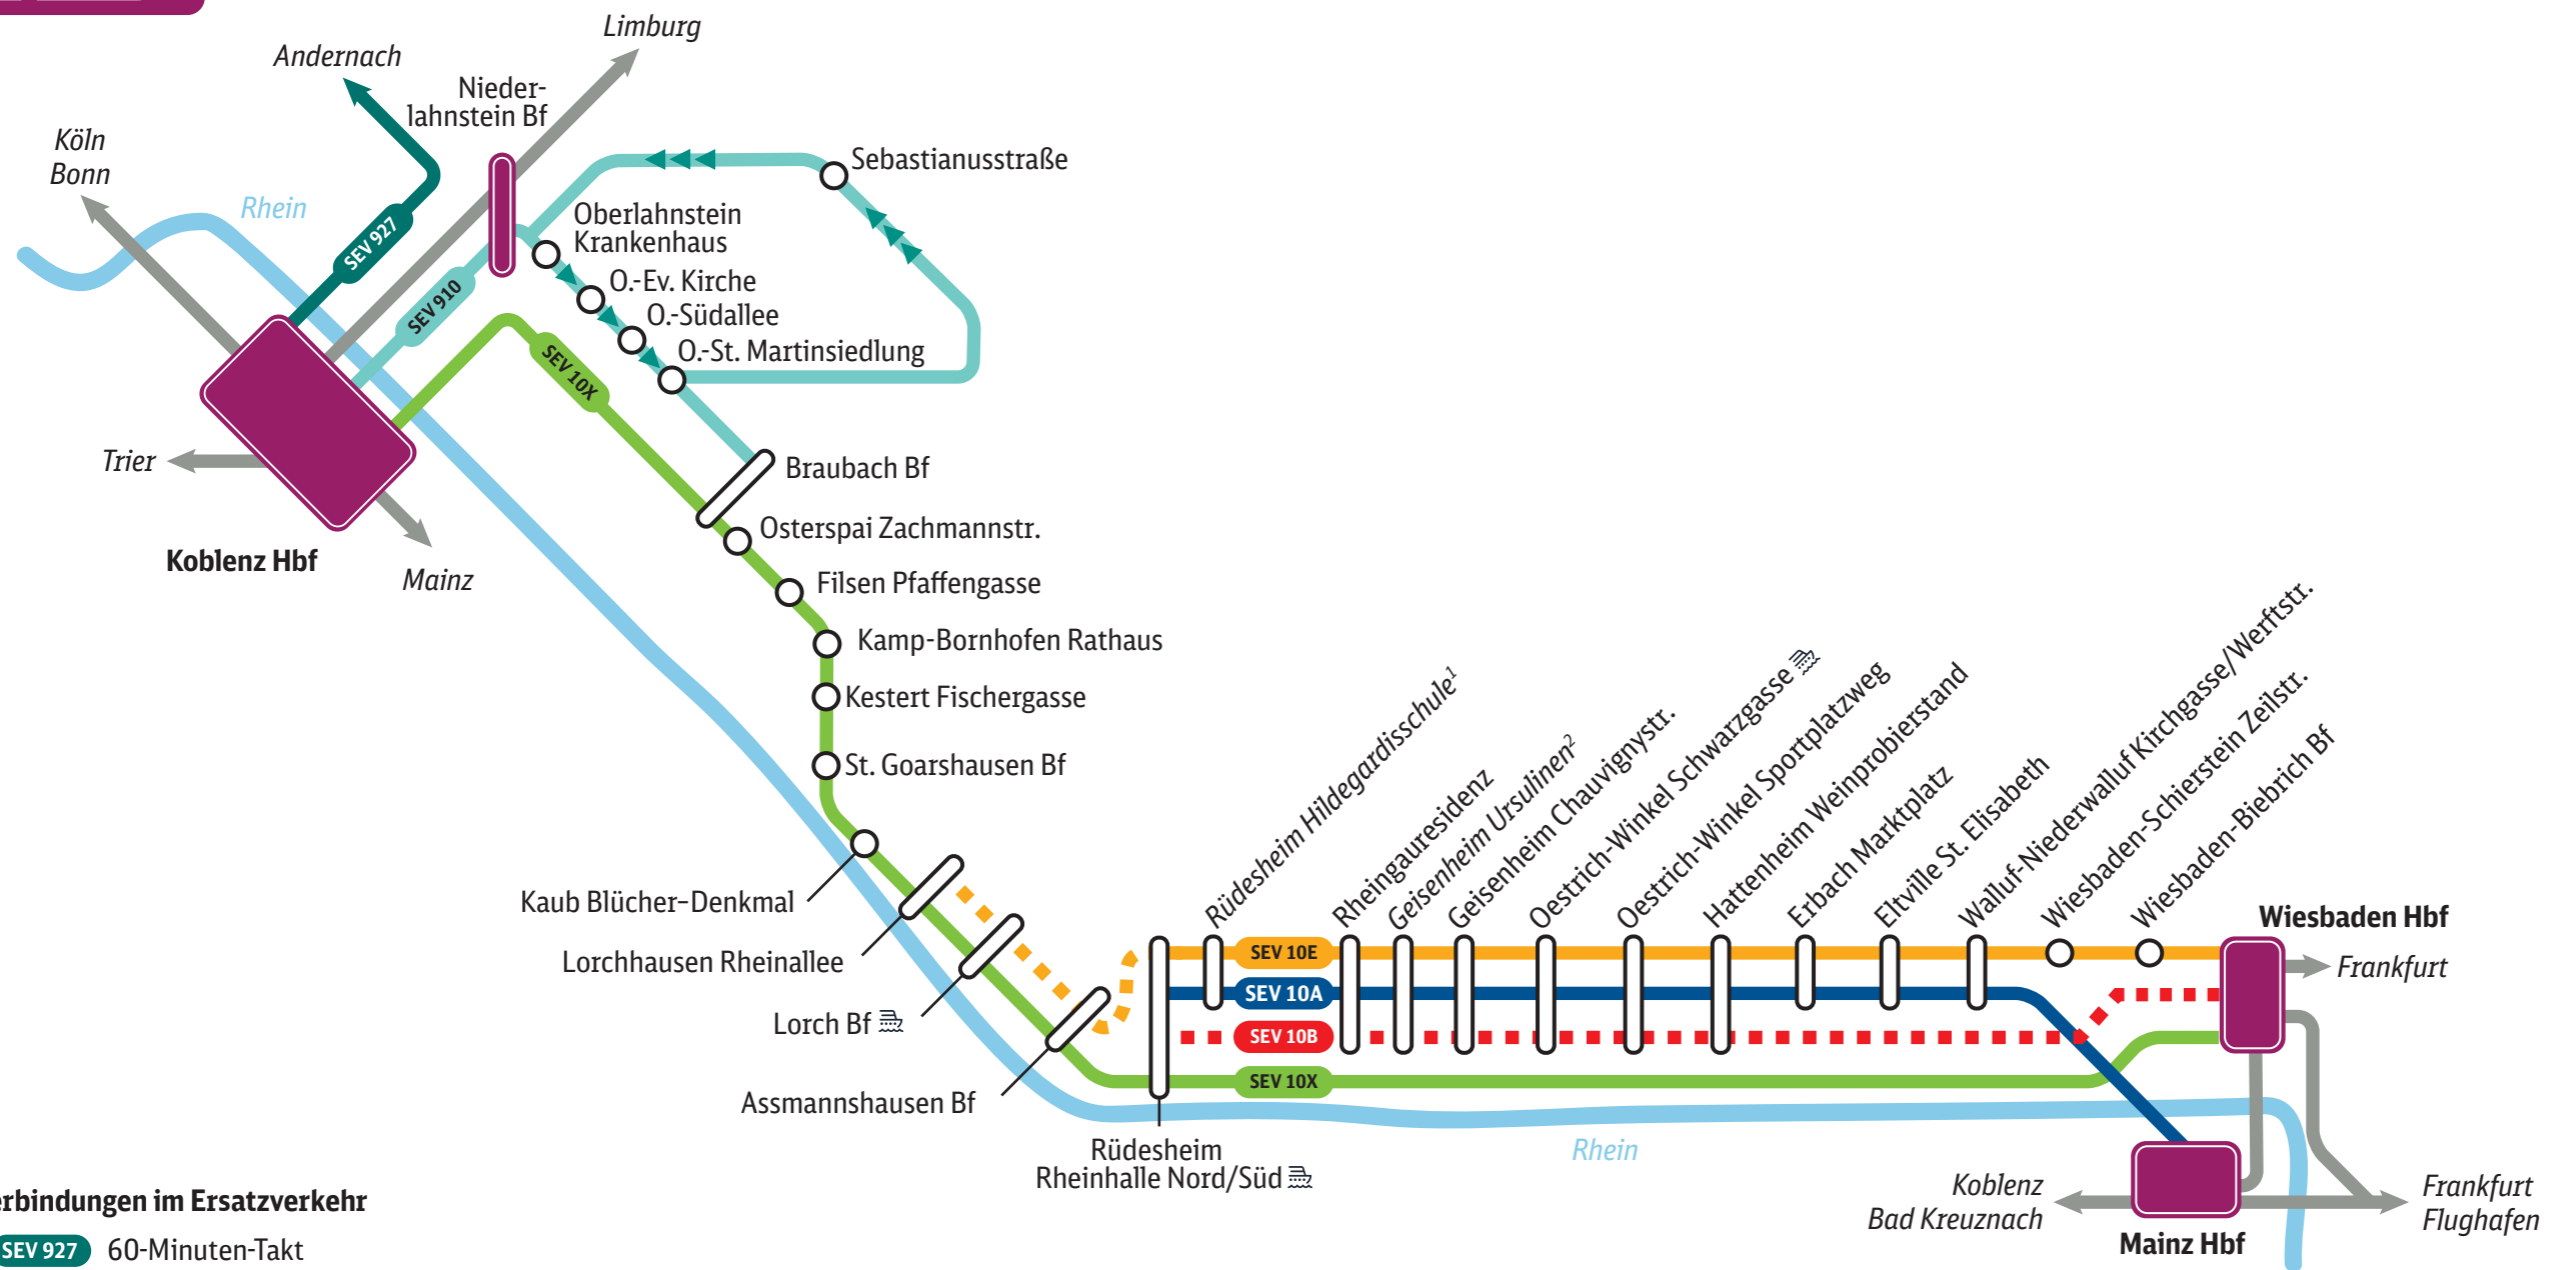 Limburg
Andernach
Nieder-
lahnstein Bf
Köln
Bonn
Rhein
SEV 927
SEV 910
Sebastianusstraße
Oberlahnstein
Krankenhaus
O.-Ev. Kirche
O.-Südallee
O.-St. Martinsiedlung
SEV 10X
Trier
Koblenz Hbf
Mainz
Braubach Bf
Osterspai Zachmannstr.
Filsen Pfaffengasse
Kamp-Bornhofen Rathaus
Kestert Fischergasse
St. Goarshausen Bf
Kaub Blücher-Denkmal
Lorchhausen Rheinallee
Lorch Bf
Assmannshausen Bf
Rüdesheim
Rheinhalle Nord/Süd
Rüdesheim Hildegardisschule¹
Rheingauresidenz
Geisenheim Ursulinen²
Geisenheim Chauvignystr.
Oestrich-Winkel Schwarzgasse
Oestrich-Winkel Sportplatzweg
Hattenheim Weinprobierstand
Erbach Marktplatz
Eltville St. Elisabeth
Walluf-Niederwalluf Kirchgasse/Werftstr.
Wiesbaden-Schierstein Zeilstr.
Wiesbaden-Biebrich Bf
SEV 10E
SEV 10A
SEV 10B
SEV 10X
Wiesbaden Hbf
Frankfurt
Rhein
Koblenz
Bad Kreuznach
Mainz Hbf
Frankfurt
Flughafen
erbindungen im Ersatzverkehr
SEV 927 60-Minuten-Takt